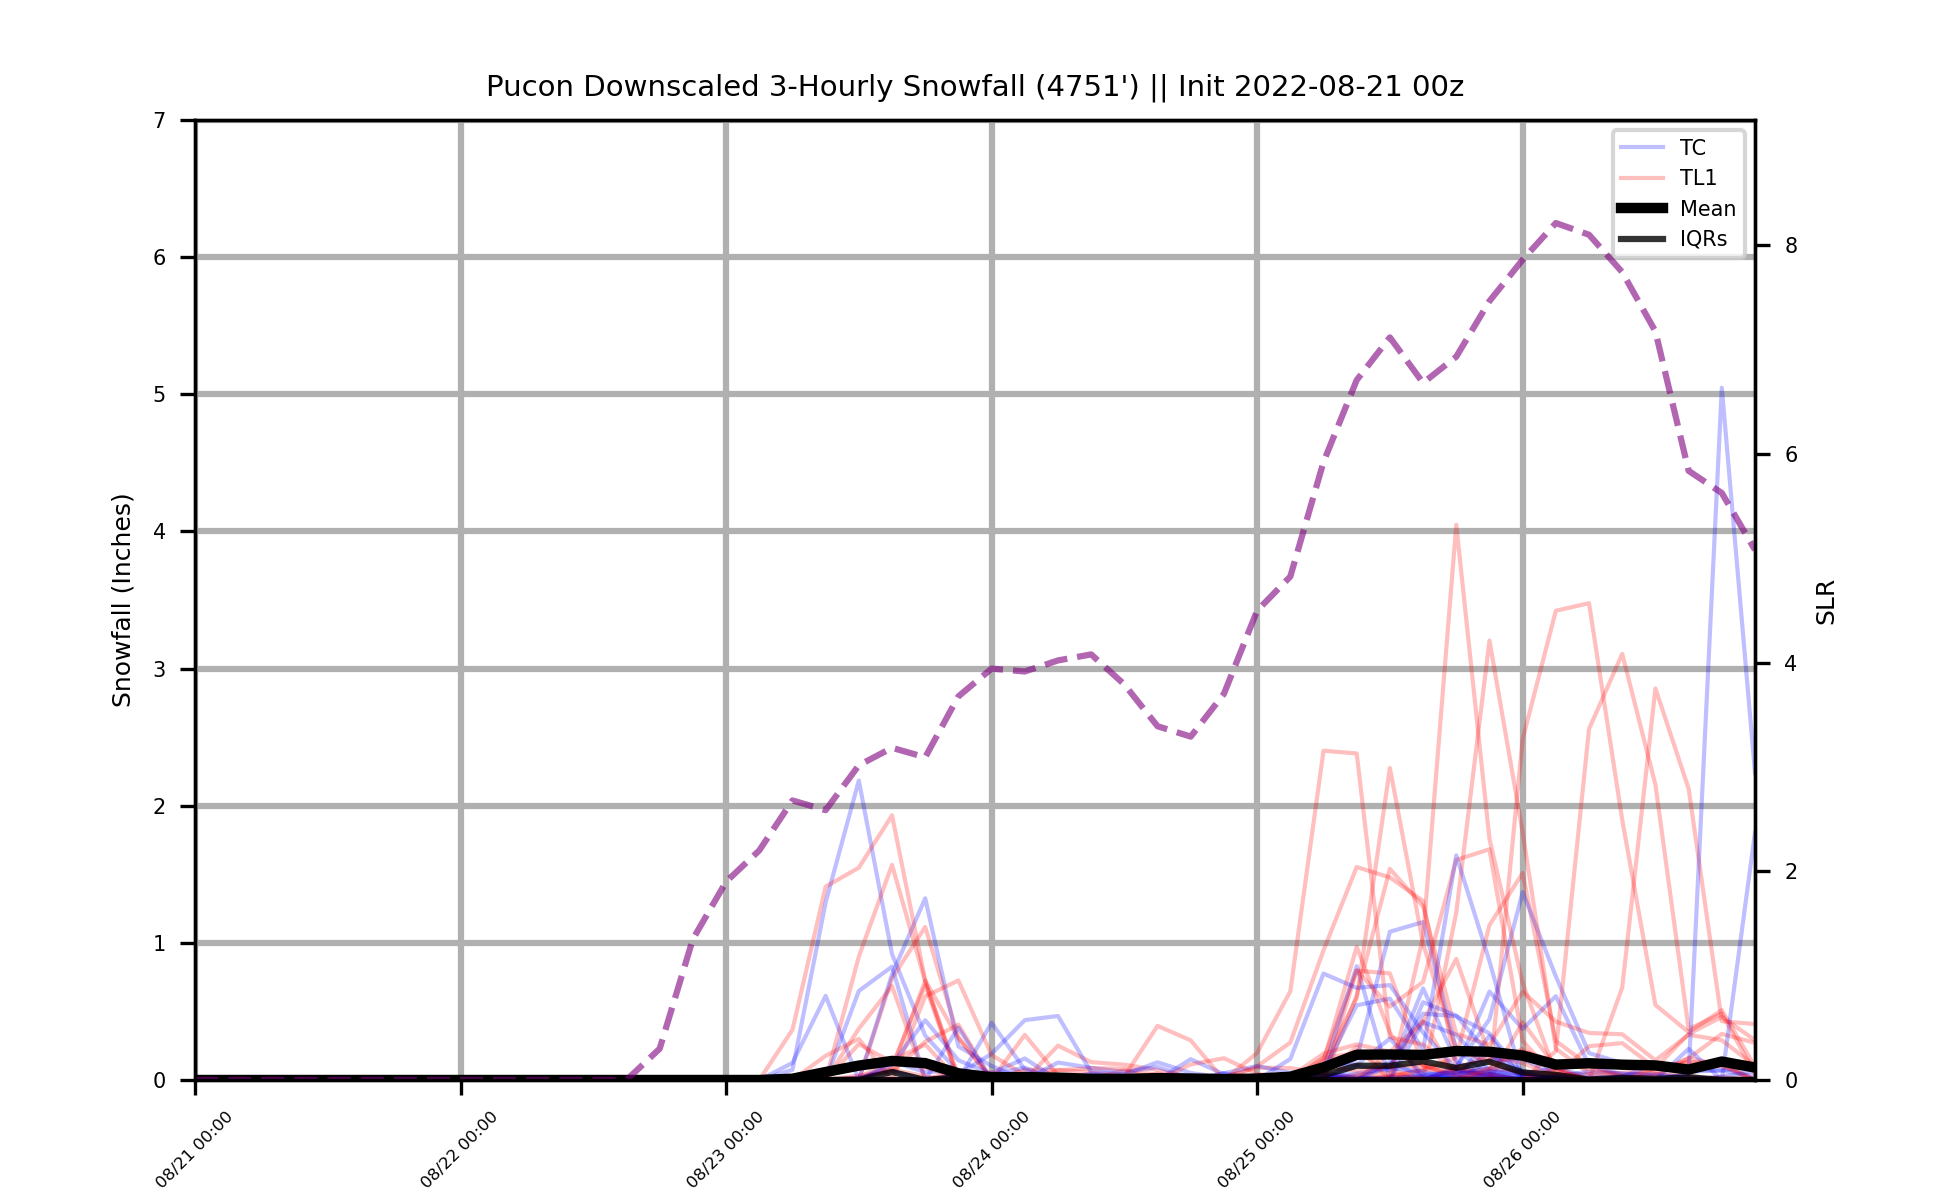 Pucon Downscaled 3-Hourly Snowfall (4751') || Init 2022-08-21 00z
TC
TL1
Mean
IQRs
Snowfall (Inches)
7
6
5
4
3
2
1
0
SLR
8
6
4
2
0
08/21 00:00
08/22 00:00
08/23 00:00
08/24 00:00
08/25 00:00
08/26 00:00